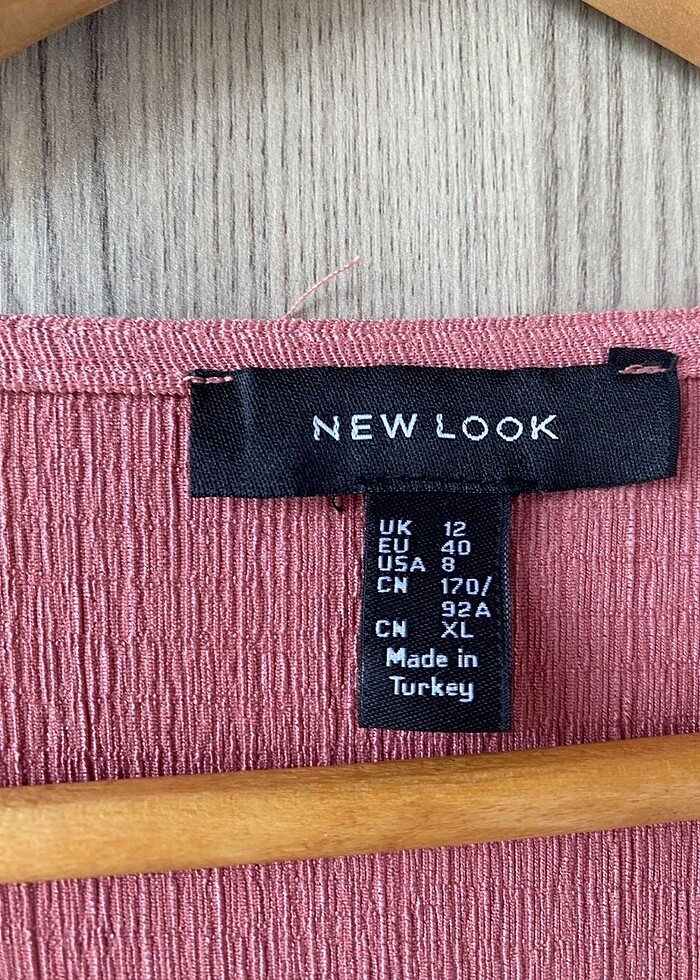 NEW LOOK
UK 12
EU 40
USA 8
CN 170/
92A
CN XL
Made in
Turkey